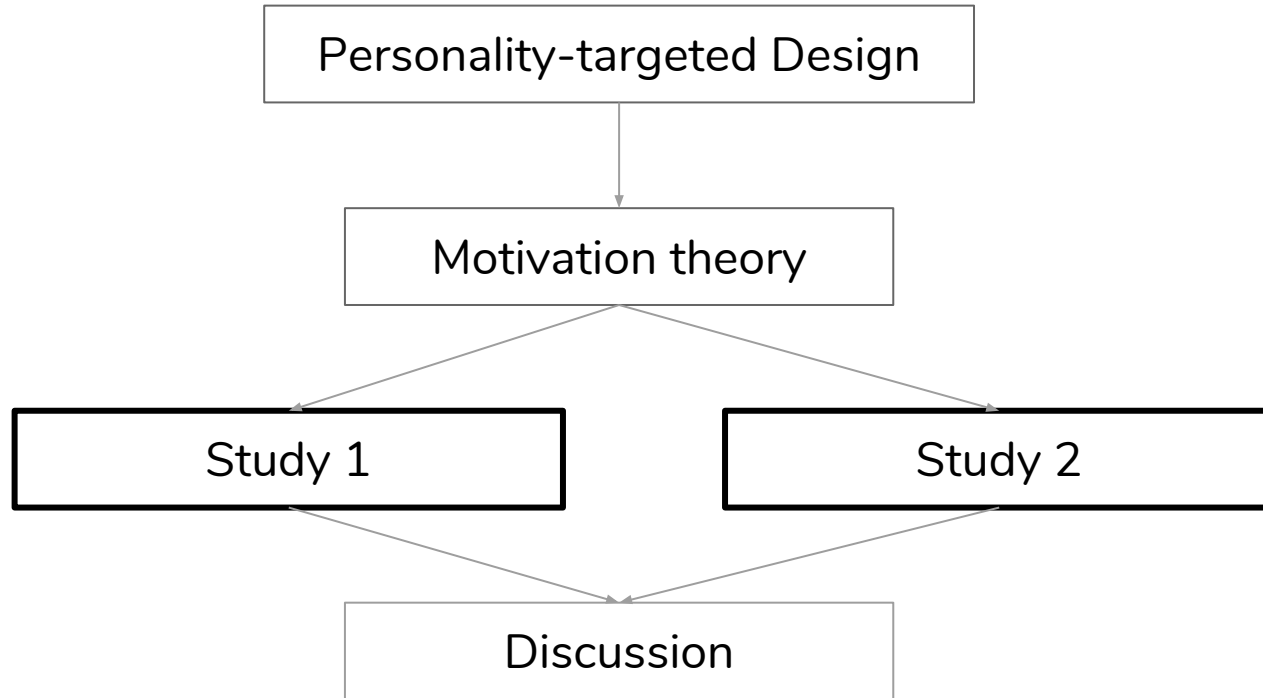 Personality-targeted Design
Motivation theory
Study 1
Study 2
Discussion